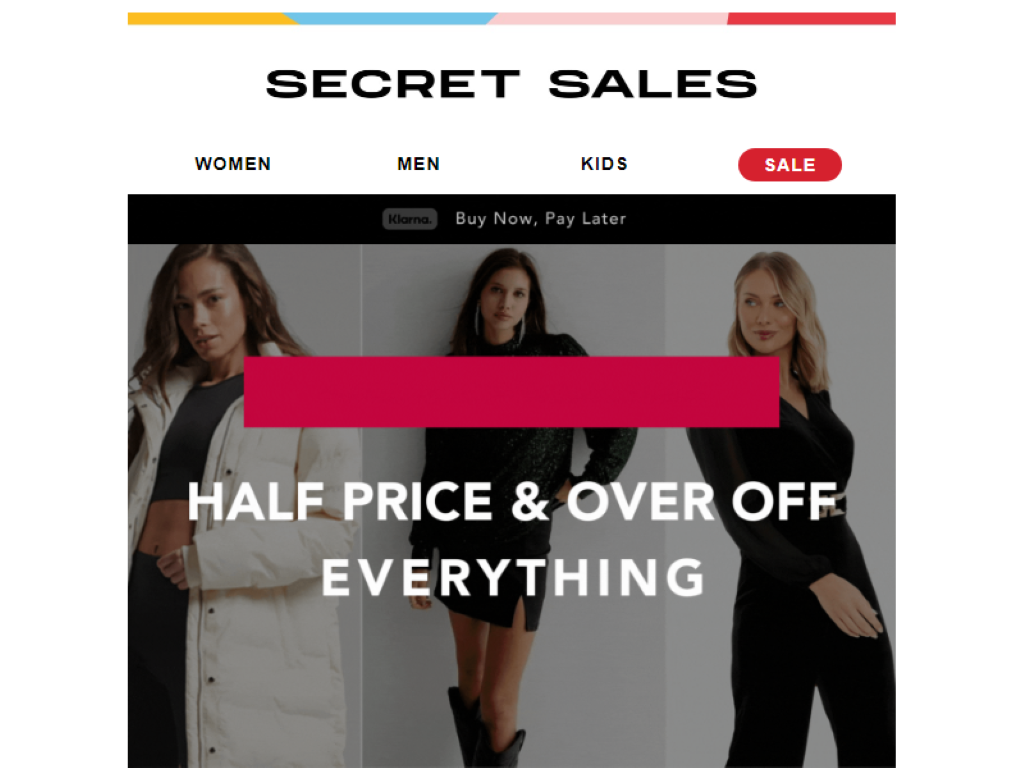 SECRET SALES
WOMEN MEN KIDS SALE
Klarna. Buy Now, Pay Later
HALF PRICE & OVER OFF
EVERYTHING